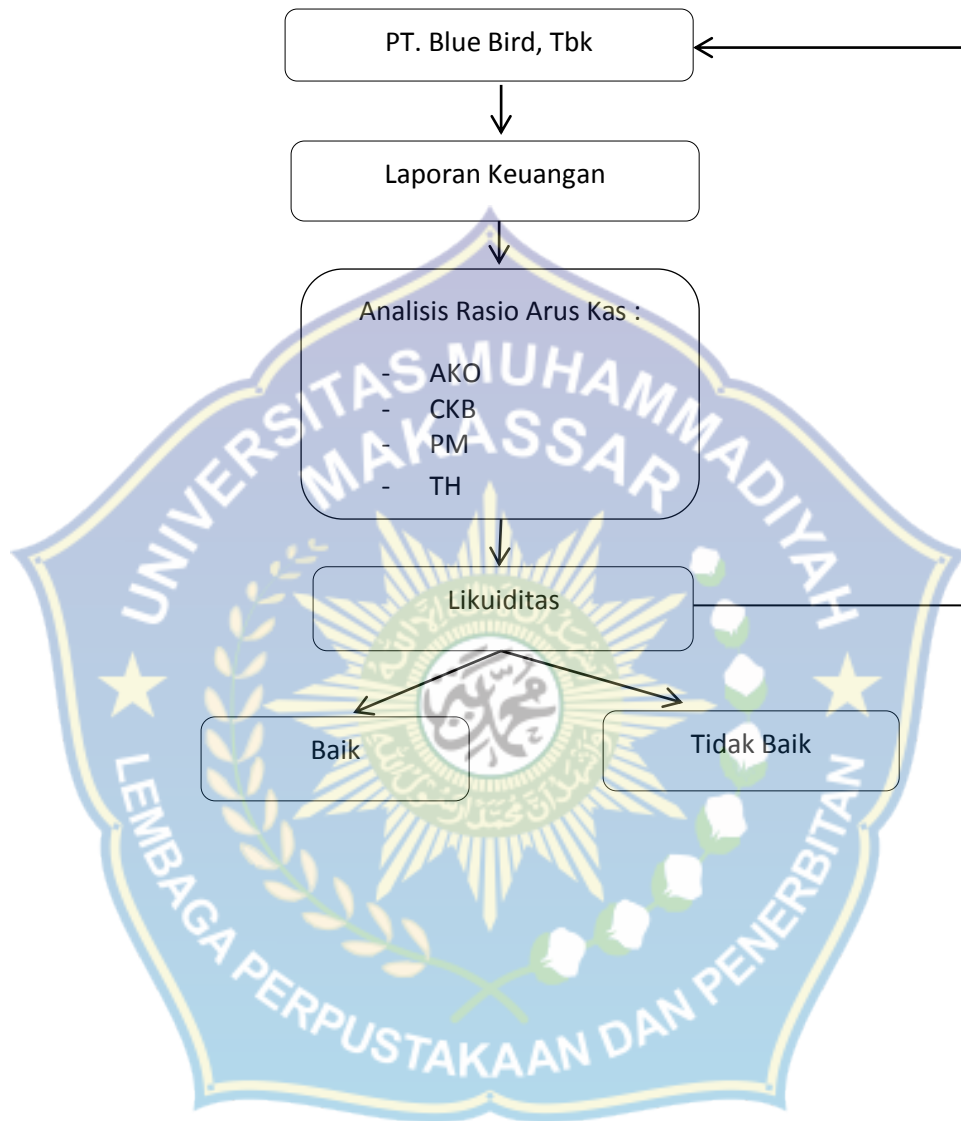 PT. Blue Bird, Tbk
Laporan Keuangan
Analisis Rasio Arus Kas :
- AKO
- CKB
- PM
- TH
Likuiditas
Baik
Tidak Baik
UNIVERSITAS MUHAMMADIYAH
MAKASSAR
LEMBAGA PERPUSTAKAAN DAN PENERBITAN